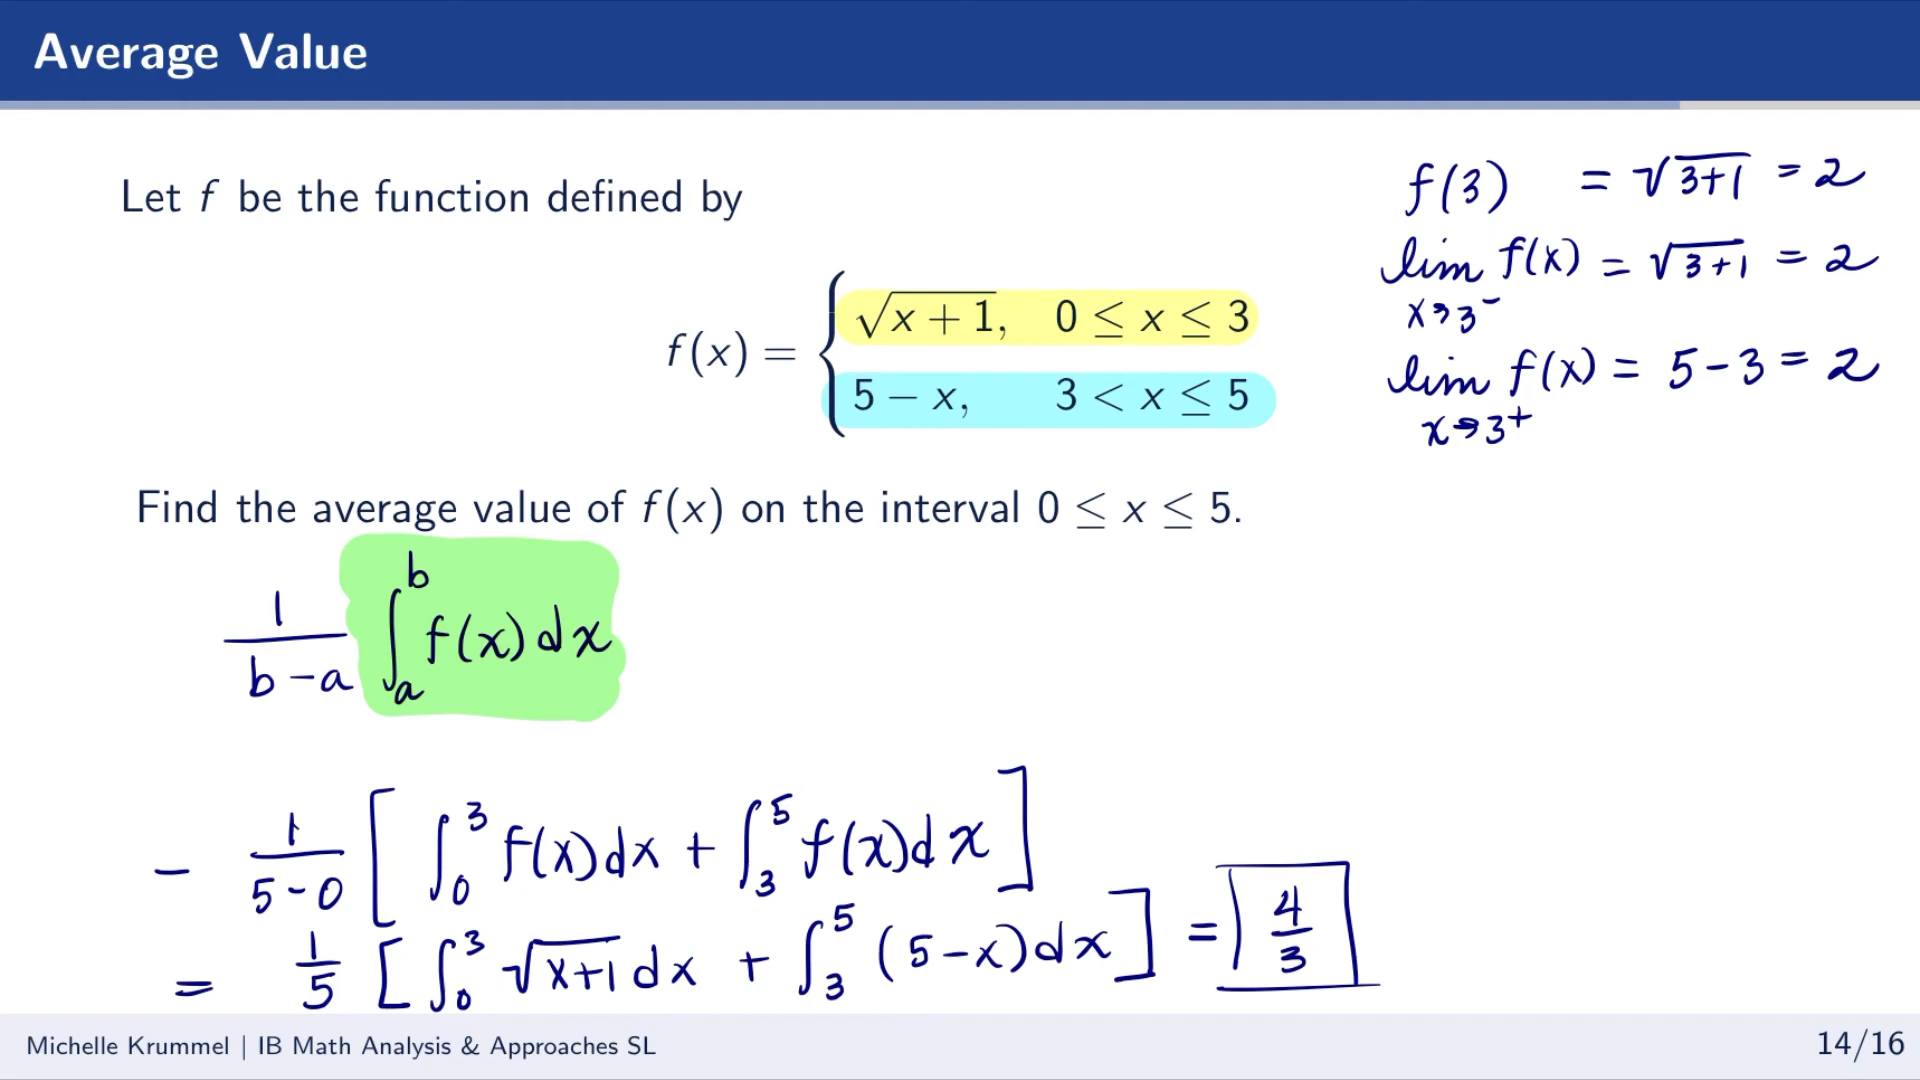 Average Value
Let f be the function defined by
f(x) = { √(x + 1), 0 ≤ x ≤ 3
5 − x, 3 < x ≤ 5
f(3) = √(3+1) = 2
lim f(x) = √(3+1) = 2
x→3⁻
lim f(x) = 5-3 = 2
x→3⁺
Find the average value of f(x) on the interval 0 ≤ x ≤ 5.
1/(b-a) ∫_a^b f(x)dx
- 1/(5-0) [ ∫_0^3 f(x)dx + ∫_3^5 f(x)dx ]
= 1/5 [ ∫_0^3 √(x+1) dx + ∫_3^5 (5-x)dx ] = 4/3
Michelle Krummel | IB Math Analysis & Approaches SL
14/16